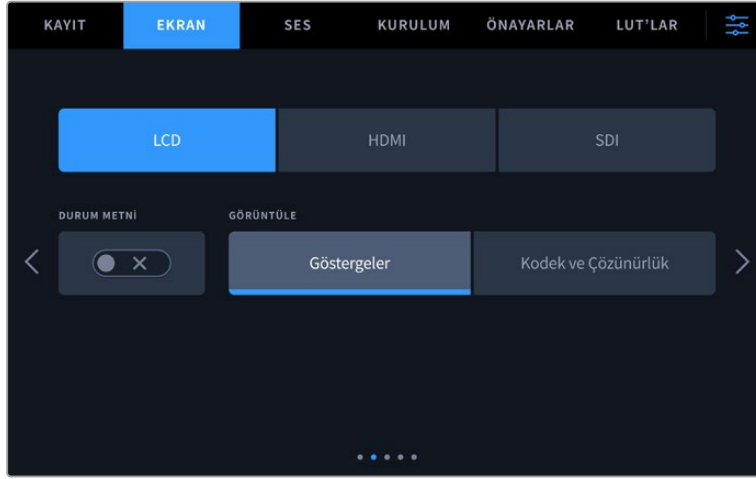 KAYIT EKRAN SES KURULUM ÖNAYARLAR LUT'LAR
LCD HDMI SDI
DURUM METNİ GÖRÜNTÜLE
Göstergeler Kodek ve Çözünürlük